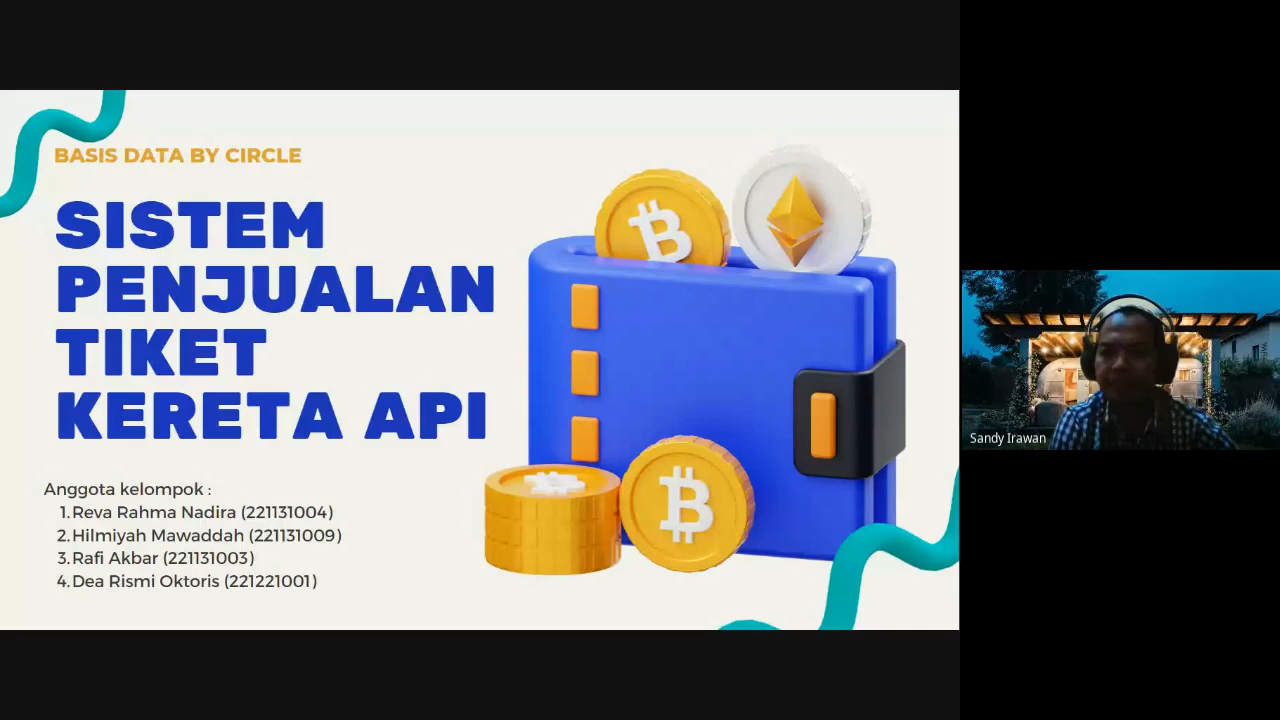 BASIS DATA BY CIRCLE
SISTEM
PENJUALAN
TIKET
KERETA API
Anggota kelompok :
1. Reva Rahma Nadira (221131004)
2. Hilmiyah Mawaddah (221131009)
3. Rafi Akbar (221131003)
4. Dea Rismi Oktoris (221221001)
Sandy Irawan